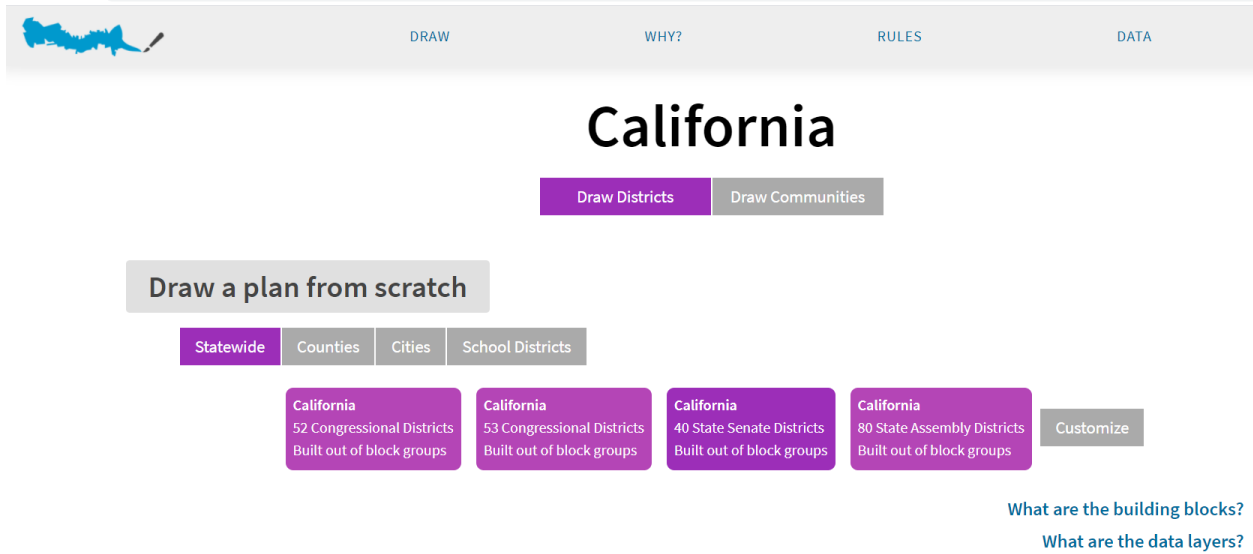 DRAW WHY? RULES DATA
California
Draw Districts Draw Communities
Draw a plan from scratch
Statewide Counties Cities School Districts
California
52 Congressional Districts
Built out of block groups
California
53 Congressional Districts
Built out of block groups
California
40 State Senate Districts
Built out of block groups
California
80 State Assembly Districts
Built out of block groups
Customize
What are the building blocks?
What are the data layers?